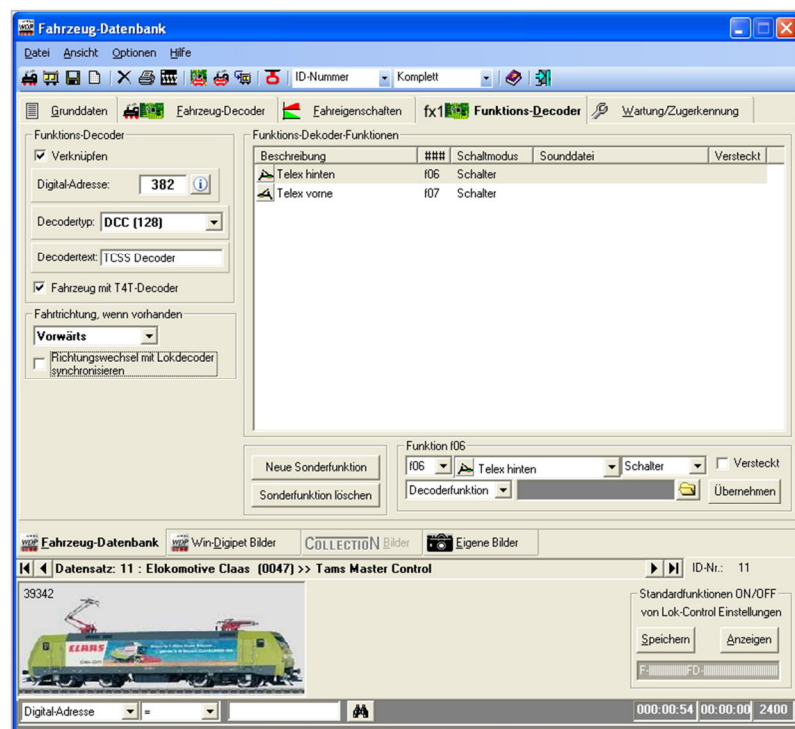 Fahrzeug-Datenbank
Datei Ansicht Optionen Hilfe
ID-Nummer Komplett
Grunddaten Fahrzeug-Decoder Fahreigenschaften fx1 Funktions-Decoder Wartung/Zugerkennung
Funktions-Decoder
Verknüpfen
Digital-Adresse: 382
Decodertyp: DCC (128)
Decodertext: TCSS Decoder
Fahrzeug mit T4T-Decoder
Fahrtrichtung, wenn vorhanden
Vorwärts
Richtungswechsel mit Lokdecoder
synchronisieren
Funktions-Dekoder-Funktionen
Beschreibung ### Schaltmodus Sounddatei Versteckt
Telex hinten f06 Schalter
Telex vorne f07 Schalter
Neue Sonderfunktion
Sonderfunktion löschen
Funktion f06
f06 Telex hinten Schalter Versteckt
Decoderfunktion Übernehmen
Fahrzeug-Datenbank Win-Digipet Bilder COLLECTION Bilder Eigene Bilder
Datensatz: 11 : Elokomotive Claas (0047) >> Tams Master Control ID-Nr.: 11
39342
CLAAS
Standardfunktionen ON/OFF
von Lok-Control Einstellungen
Speichern Anzeigen
F- FD-
Digital-Adresse = 000:00:54 00:00:00 2400